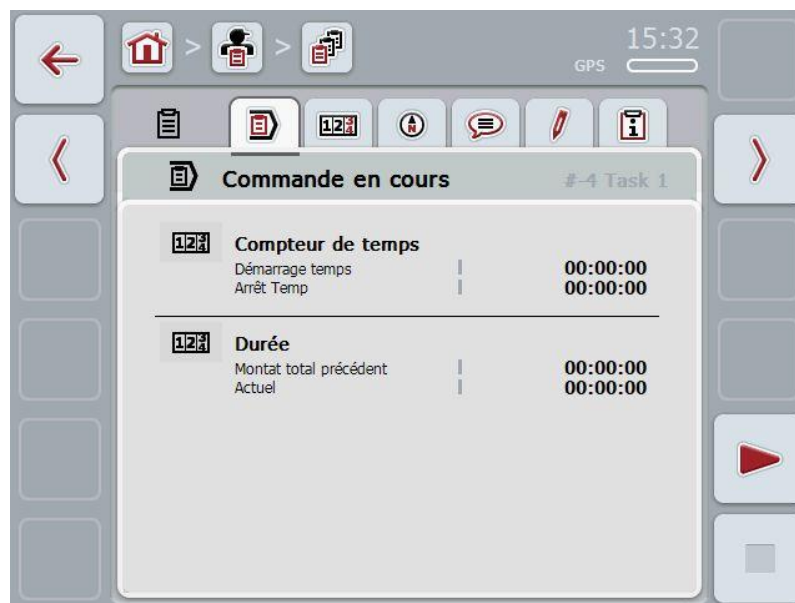 15:32
GPS
Commande en cours #-4 Task 1
Compteur de temps
Démarrage temps 00:00:00
Arrêt Temp 00:00:00
Durée
Montat total précédent 00:00:00
Actuel 00:00:00